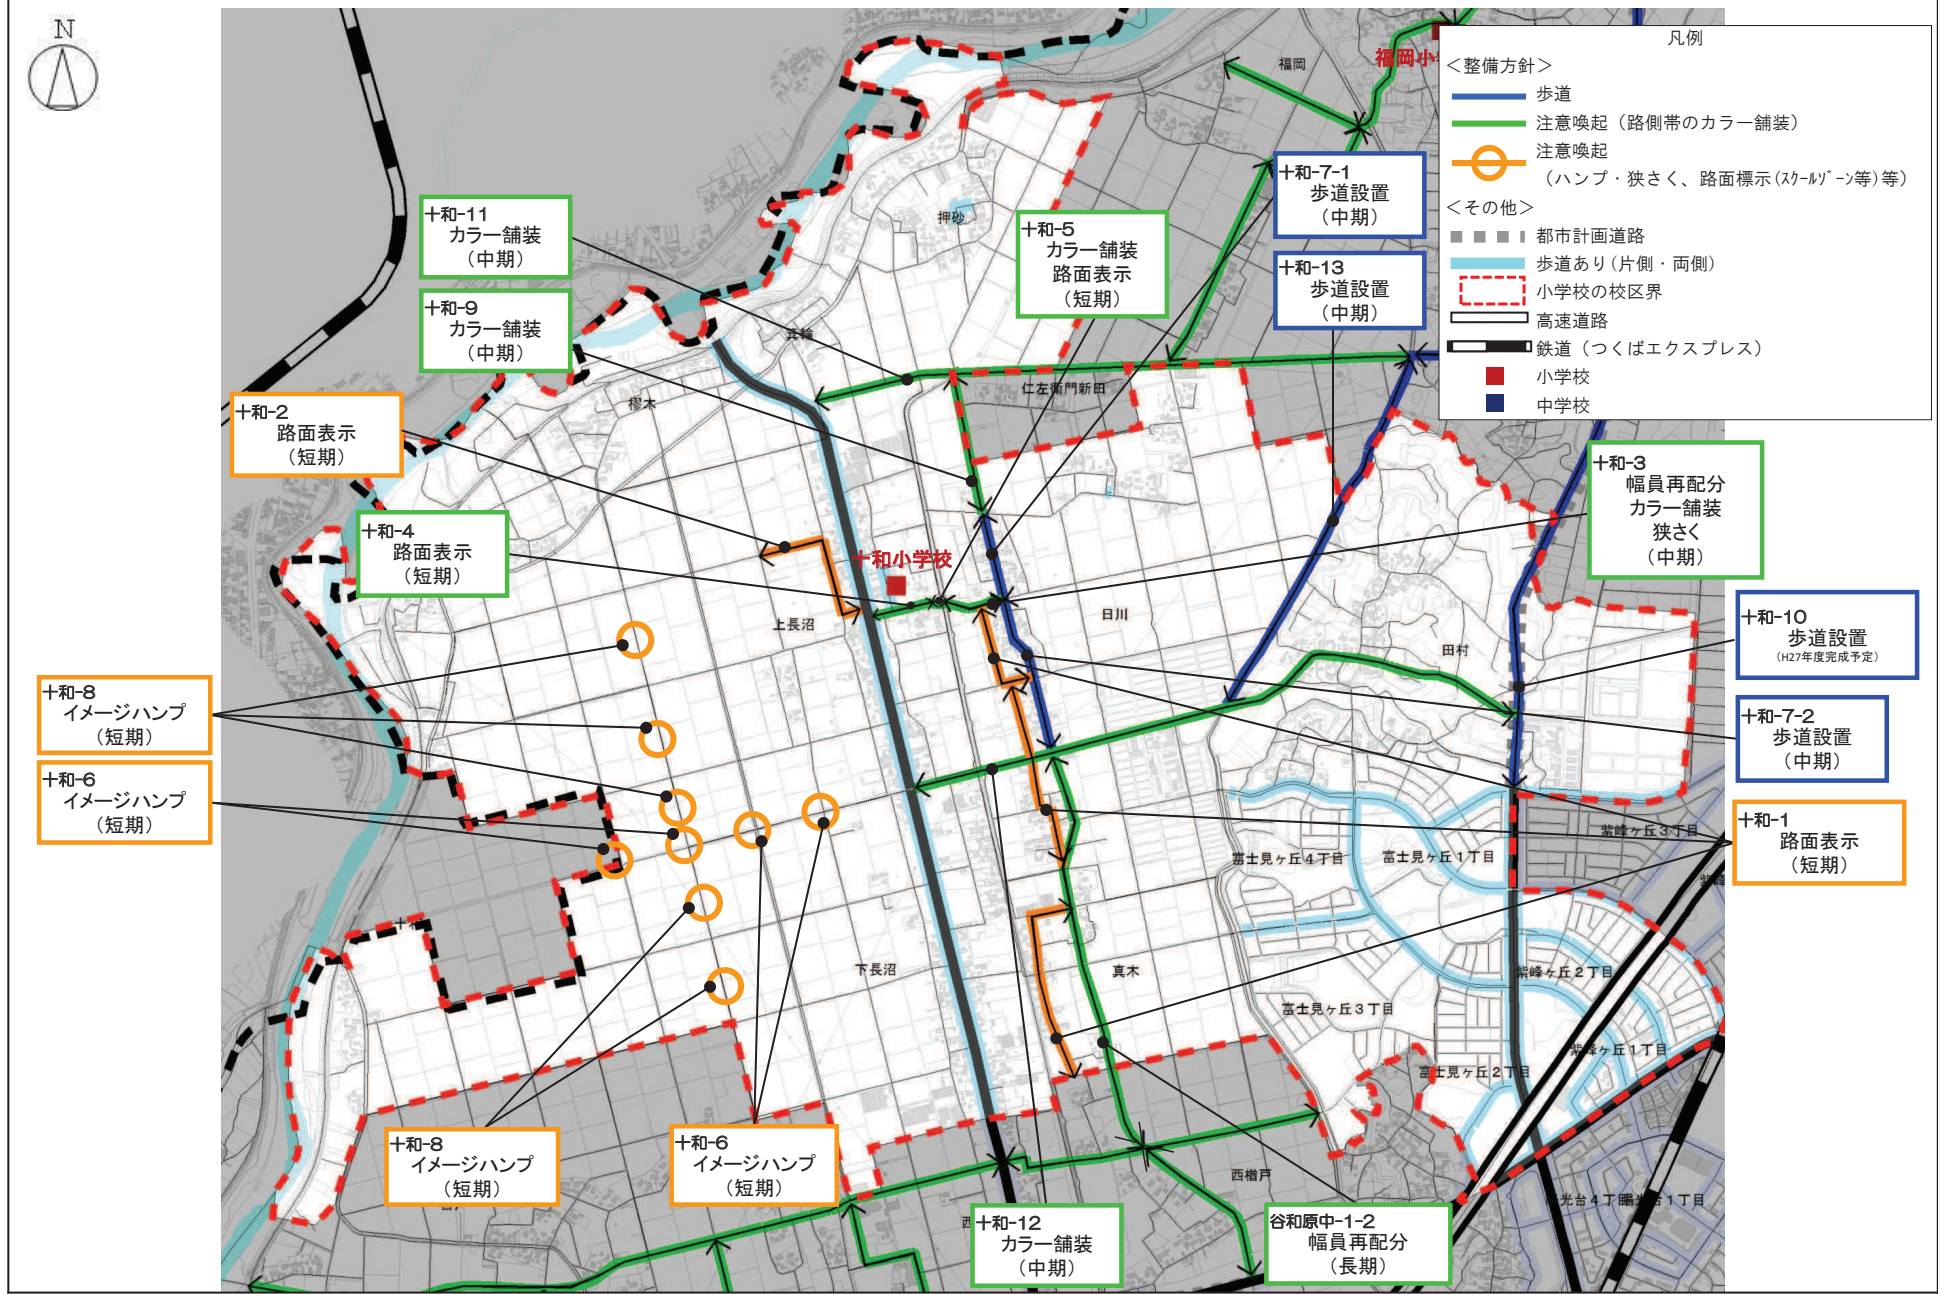 N
凡例
＜整備方針＞
歩道
注意喚起（路側帯のカラー舗装）
注意喚起
（ハンプ・狭さく、路面標示(ｽｸｰﾙｿﾞｰﾝ等)等）
＜その他＞
都市計画道路
歩道あり(片側・両側)
小学校の校区界
高速道路
鉄道（つくばエクスプレス）
小学校
中学校
福岡小
福岡
十和-7-1
歩道設置
（中期）
十和-13
歩道設置
（中期）
十和-11
カラー舗装
（中期）
十和-5
カラー舗装
路面表示
（短期）
押砂
十和-9
カラー舗装
（中期）
箕輪
仁左衛門新田
樛木
十和-2
路面表示
（短期）
十和-3
幅員再配分
カラー舗装
狭さく
（中期）
十和-4
路面表示
（短期）
十和小学校
上長沼
日川
田村
十和-10
歩道設置
（H27年度完成予定）
十和-8
イメージハンプ
（短期）
十和-7-2
歩道設置
（中期）
十和-6
イメージハンプ
（短期）
十和-1
路面表示
（短期）
紫峰ヶ丘3丁目
富士見ヶ丘4丁目
富士見ヶ丘1丁目
下長沼
真木
紫峰ヶ丘2丁目
富士見ヶ丘3丁目
紫峰ヶ丘1丁目
富士見ヶ丘2丁目
十和-8
イメージハンプ
（短期）
十和-6
イメージハンプ
（短期）
西楢戸
光台4丁目
1丁目
十和-12
カラー舗装
（中期）
谷和原中-1-2
幅員再配分
（長期）